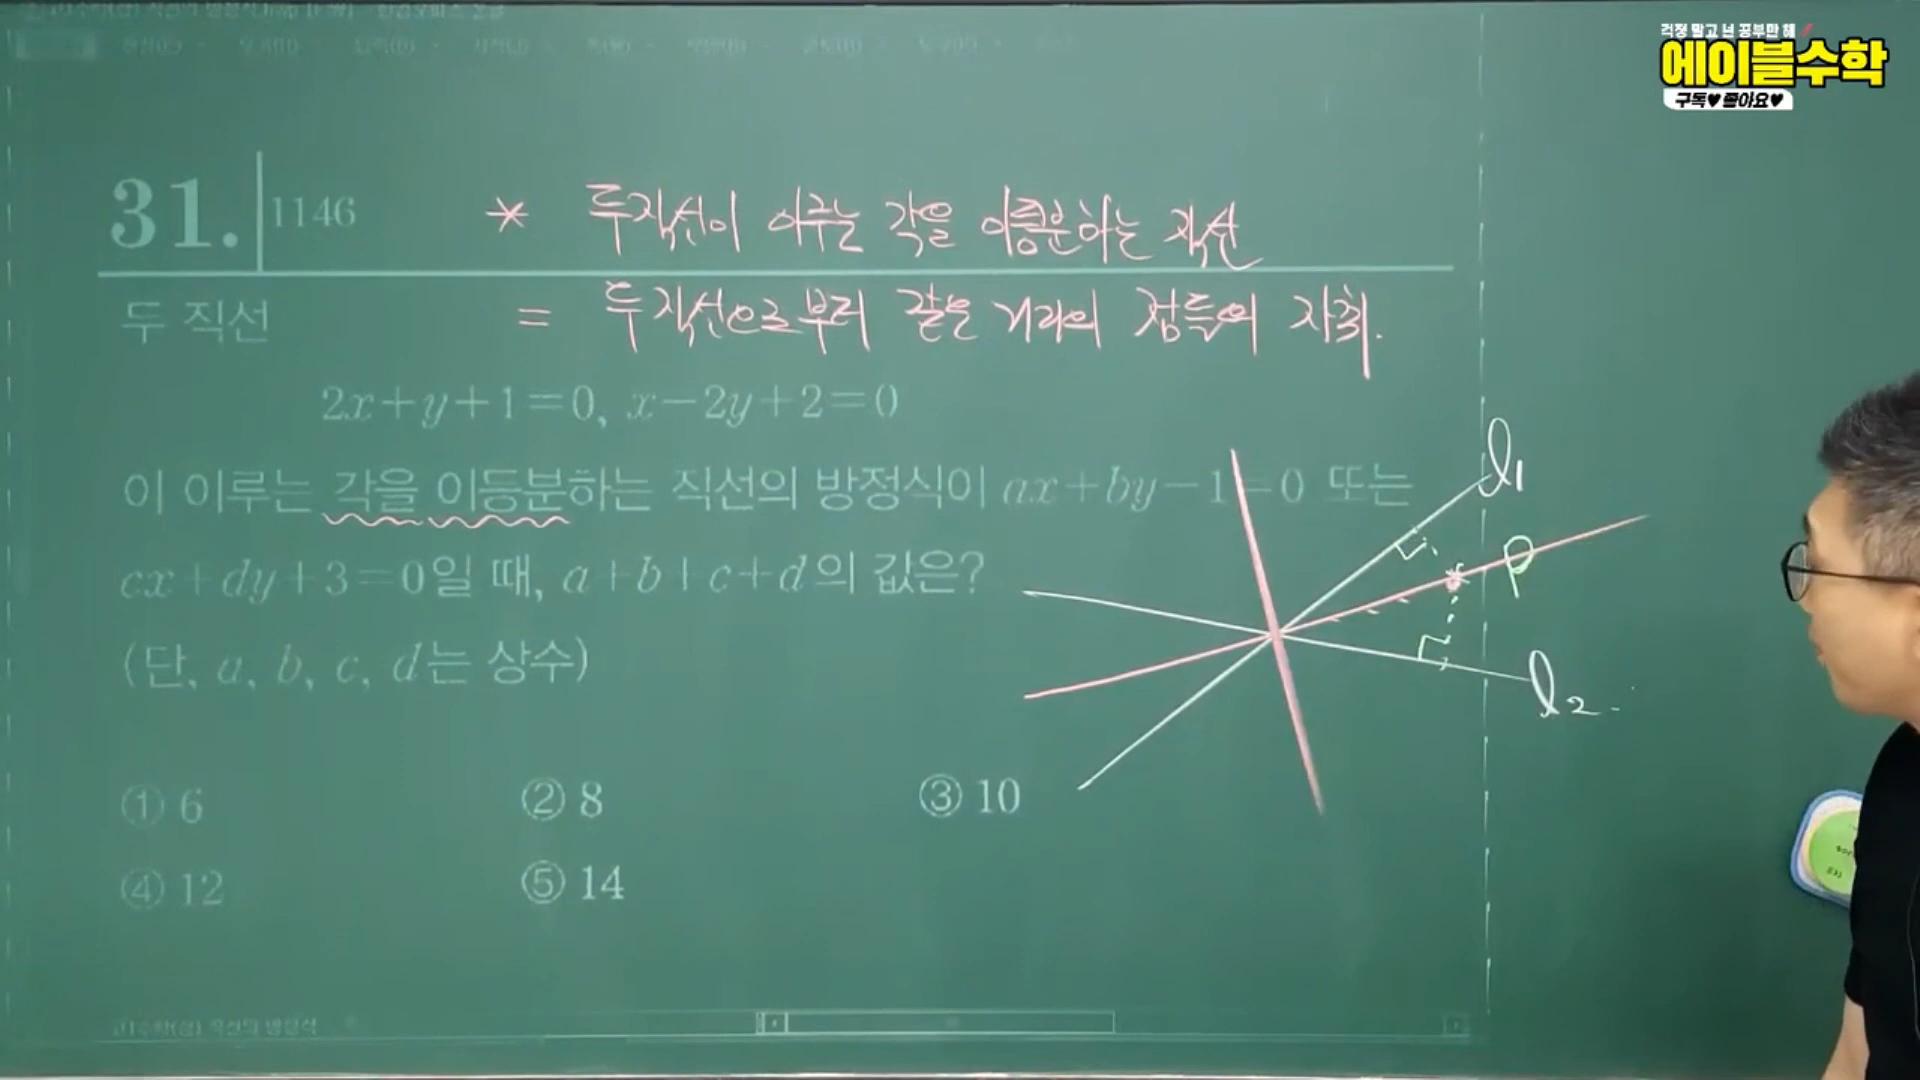 걱정 말고 넌 공부만 해
에이블수학
구독♥ 좋아요♥
31. 1146
* 두직선이 이루는 각을 이등분하는 직선
= 두직선으로부터 같은 거리의 점들의 자취.
두 직선
2x+y+1=0, x-2y+2=0
이 이루는 각을 이등분하는 직선의 방정식이 ax+by-1=0 또는
cx+dy+3=0일 때, a+b+c+d의 값은?
(단, a, b, c, d는 상수)
l1
P
l2
① 6 ② 8 ③ 10
④ 12 ⑤ 14